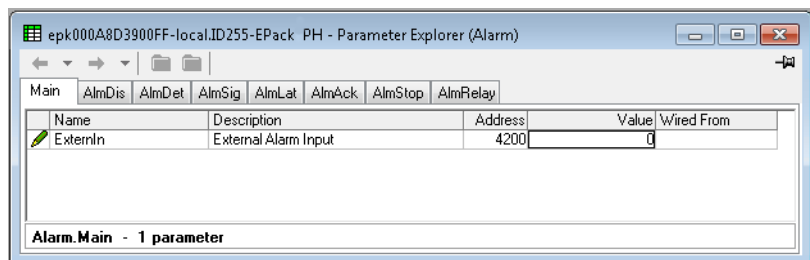 epk000A8D3900FF-local.ID255-EPack PH - Parameter Explorer (Alarm)
Main AlmDis AlmDet AlmSig AlmLat AlmAck AlmStop AlmRelay
Name Description Address Value Wired From
ExternIn External Alarm Input 4200 0
Alarm.Main - 1 parameter